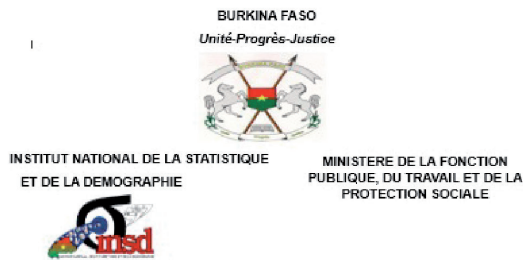 BURKINA FASO
Unité-Progrès-Justice
INSTITUT NATIONAL DE LA STATISTIQUE
ET DE LA DEMOGRAPHIE
MINISTERE DE LA FONCTION
PUBLIQUE, DU TRAVAIL ET DE LA
PROTECTION SOCIALE
insd